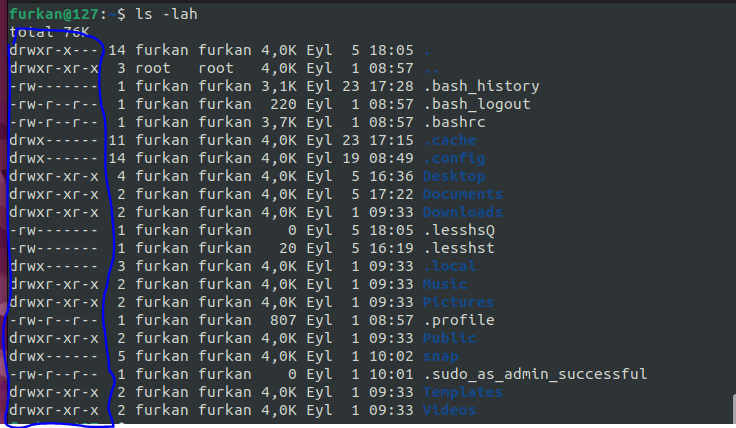 furkan@127:~$ ls -lah
total 76K
drwxr-x--- 14 furkan furkan 4,0K Eyl  5 18:05 .
drwxr-xr-x  3 root   root   4,0K Eyl  1 08:57 ..
-rw-------  1 furkan furkan 3,1K Eyl 23 17:28 .bash_history
-rw-r--r--  1 furkan furkan  220 Eyl  1 08:57 .bash_logout
-rw-r--r--  1 furkan furkan 3,7K Eyl  1 08:57 .bashrc
drwx------ 11 furkan furkan 4,0K Eyl 23 17:15 .cache
drwx------ 14 furkan furkan 4,0K Eyl 19 08:49 .config
drwxr-xr-x  4 furkan furkan 4,0K Eyl  5 16:36 Desktop
drwxr-xr-x  2 furkan furkan 4,0K Eyl  5 17:22 Documents
drwxr-xr-x  2 furkan furkan 4,0K Eyl  1 09:33 Downloads
-rw-------  1 furkan furkan    0 Eyl  5 18:05 .lesshsQ
-rw-------  1 furkan furkan   20 Eyl  5 16:19 .lesshst
drwx------  3 furkan furkan 4,0K Eyl  1 09:33 .local
drwxr-xr-x  2 furkan furkan 4,0K Eyl  1 09:33 Music
drwxr-xr-x  2 furkan furkan 4,0K Eyl  1 09:33 Pictures
-rw-r--r--  1 furkan furkan  807 Eyl  1 08:57 .profile
drwxr-xr-x  2 furkan furkan 4,0K Eyl  1 09:33 Public
drwx------  5 furkan furkan 4,0K Eyl  1 10:02 snap
-rw-r--r--  1 furkan furkan    0 Eyl  1 10:01 .sudo_as_admin_successful
drwxr-xr-x  2 furkan furkan 4,0K Eyl  1 09:33 Templates
drwxr-xr-x  2 furkan furkan 4,0K Eyl  1 09:33 Videos